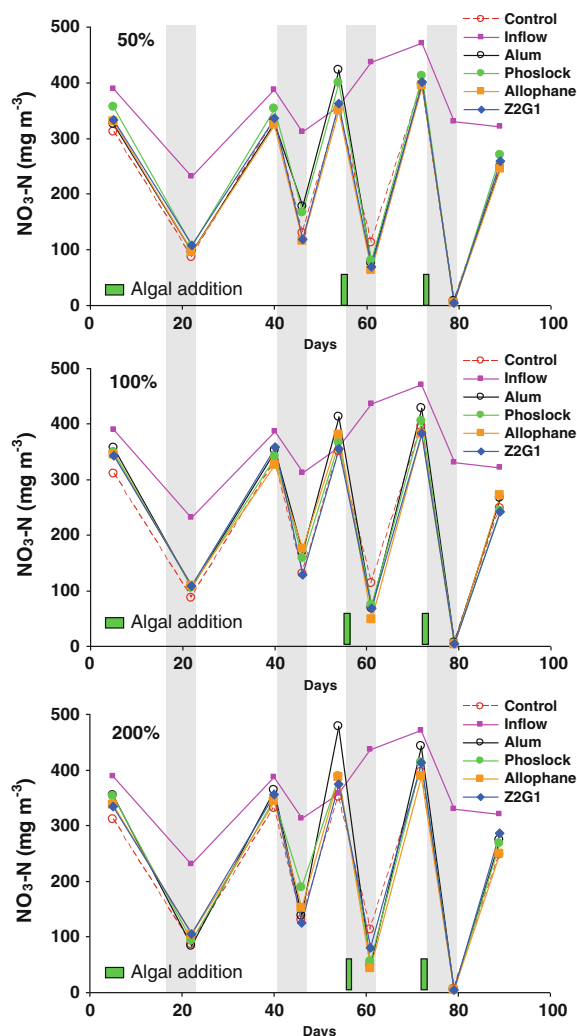 50%
Control
Inflow
Alum
Phoslock
Allophane
Z2G1
500
400
300
200
100
0
NO3-N (mg m-3)
Algal addition
0 20 40 60 80 100
Days
100%
Control
Inflow
Alum
Phoslock
Allophane
Z2G1
500
400
300
200
100
0
NO3-N (mg m-3)
Algal addition
0 20 40 60 80 100
Days
200%
Control
Inflow
Alum
Phoslock
Allophane
Z2G1
500
400
300
200
100
0
NO3-N (mg m-3)
Algal addition
0 20 40 60 80 100
Days